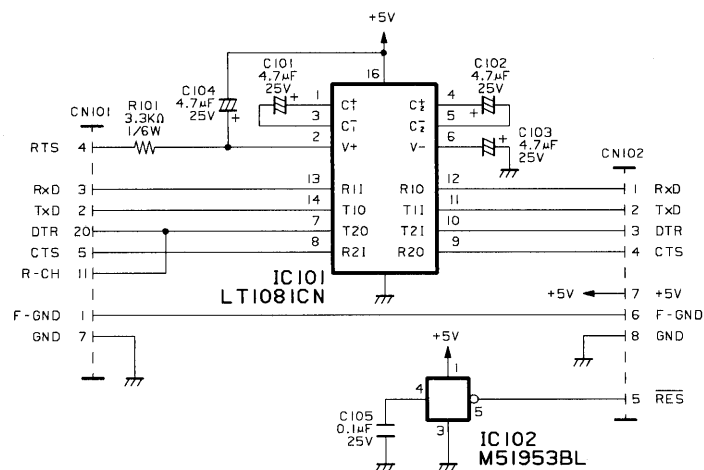 +5V
C101
4.7μF
25V
C102
4.7μF
25V
C104
4.7μF
25V
R101
3.3KΩ
1/6W
CN101
16
1 C1+ C2+ 4
3 C1- C2- 5
2 V+ V- 6
C103
4.7μF
25V
CN102
RTS 4
RxD 3 13 R1I R1O 12 1 RxD
TxD 2 14 T1O T1I 11 2 TxD
DTR 20 7 T2O T2I 10 3 DTR
CTS 5 8 R2I R2O 9 4 CTS
R-CH 11
IC101
LT1081CN
+5V 7 +5V
F-GND 1 6 F-GND
GND 7 8 GND
+5V
1
4 5
3
5 RES
C105
0.1μF
25V
IC102
M51953BL